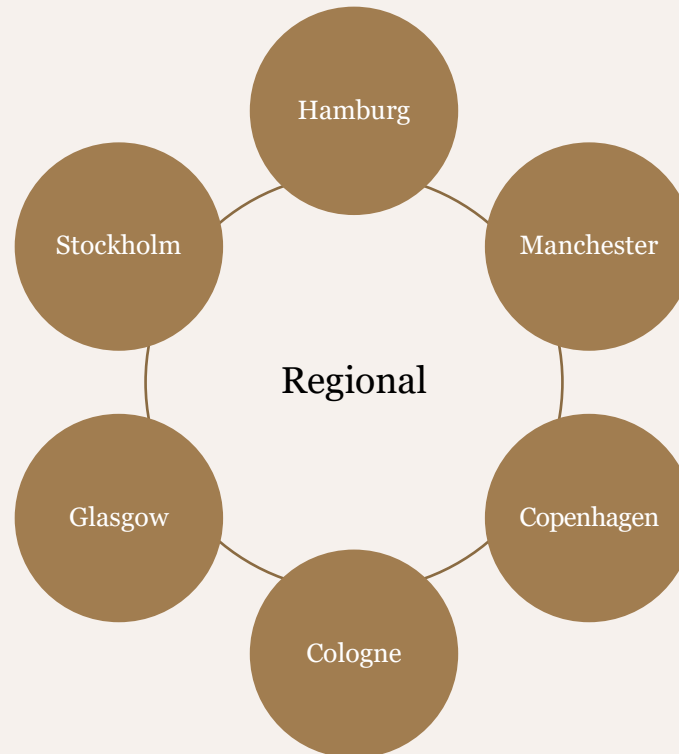 Hamburg
Stockholm
Manchester
Regional
Glasgow
Copenhagen
Cologne